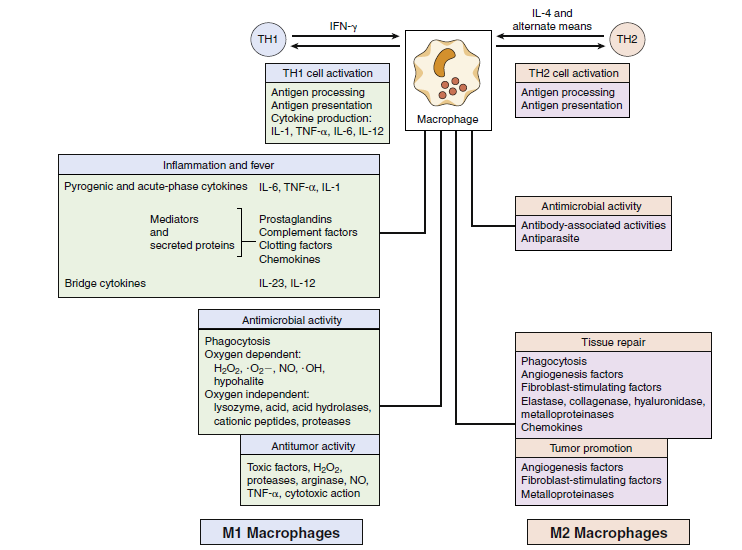 TH1
IFN-γ
IL-4 and
alternate means
TH2
TH1 cell activation
Antigen processing
Antigen presentation
Cytokine production:
IL-1, TNF-α, IL-6, IL-12
Macrophage
TH2 cell activation
Antigen processing
Antigen presentation
Inflammation and fever
Pyrogenic and acute-phase cytokines IL-6, TNF-α, IL-1
Mediators
and
secreted proteins
Prostaglandins
Complement factors
Clotting factors
Chemokines
Bridge cytokines IL-23, IL-12
Antimicrobial activity
Antibody-associated activities
Antiparasite
Antimicrobial activity
Phagocytosis
Oxygen dependent:
H₂O₂, ·O₂–, NO, ·OH,
hypohalite
Oxygen independent:
lysozyme, acid, acid hydrolases,
cationic peptides, proteases
Tissue repair
Phagocytosis
Angiogenesis factors
Fibroblast-stimulating factors
Elastase, collagenase, hyaluronidase,
metalloproteinases
Chemokines
Antitumor activity
Toxic factors, H₂O₂,
proteases, arginase, NO,
TNF-α, cytotoxic action
Tumor promotion
Angiogenesis factors
Fibroblast-stimulating factors
Metalloproteinases
M1 Macrophages
M2 Macrophages